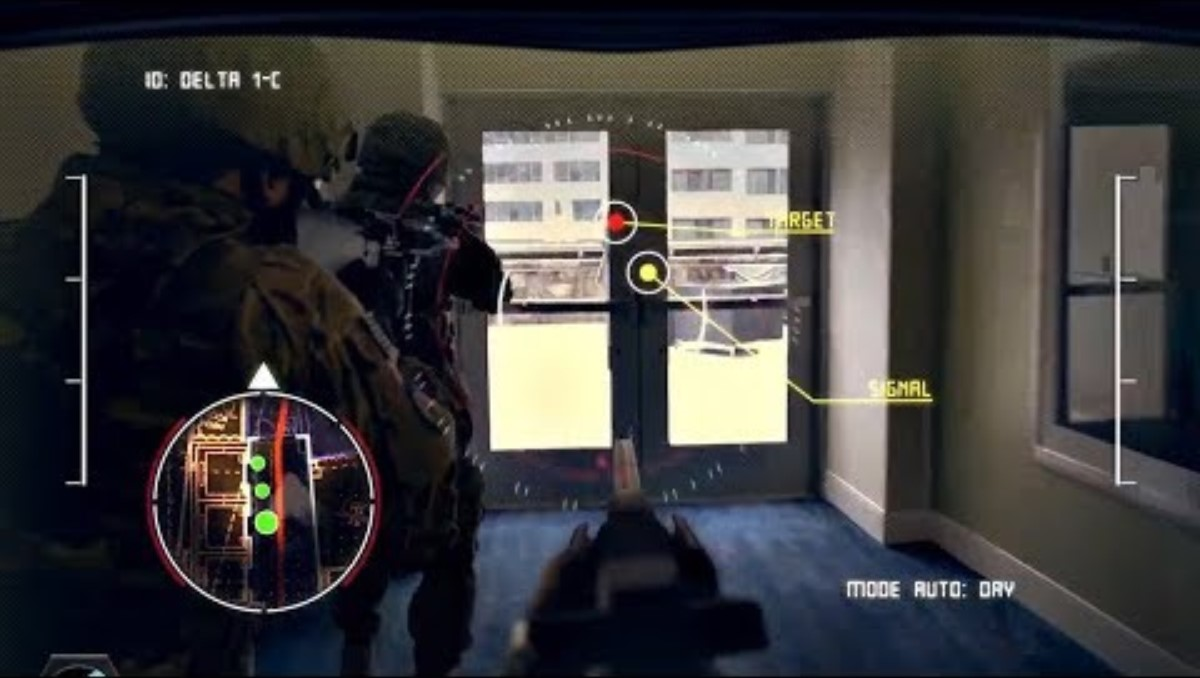 ID: DELTA 1-C
TARGET
SIGNAL
MODE AUTO: DAY